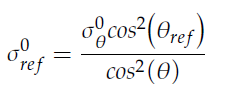 σ⁰_ref = σ⁰_θ cos²(θ_ref) / cos²(θ)